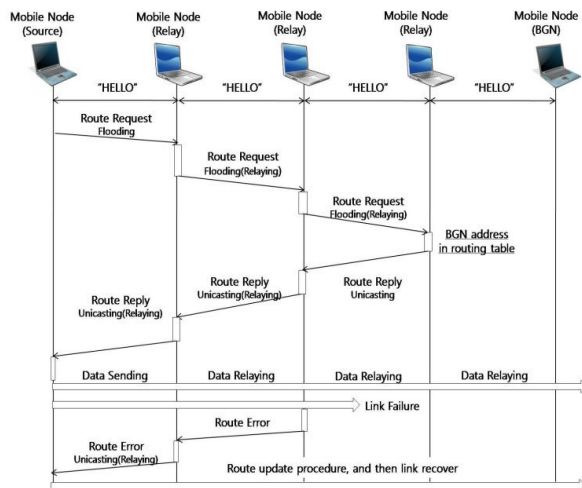 Mobile Node
(Source)
Mobile Node
(Relay)
Mobile Node
(Relay)
Mobile Node
(Relay)
Mobile Node
(BGN)
"HELLO"
"HELLO"
"HELLO"
"HELLO"
Route Request
Flooding
Route Request
Flooding(Relaying)
Route Request
Flooding(Relaying)
BGN address
in routing table
Route Reply
Unicasting
Route Reply
Unicasting(Relaying)
Route Reply
Unicasting(Relaying)
Data Sending
Data Relaying
Data Relaying
Data Relaying
Link Failure
Route Error
Route Error
Unicasting(Relaying)
Route update procedure, and then link recover